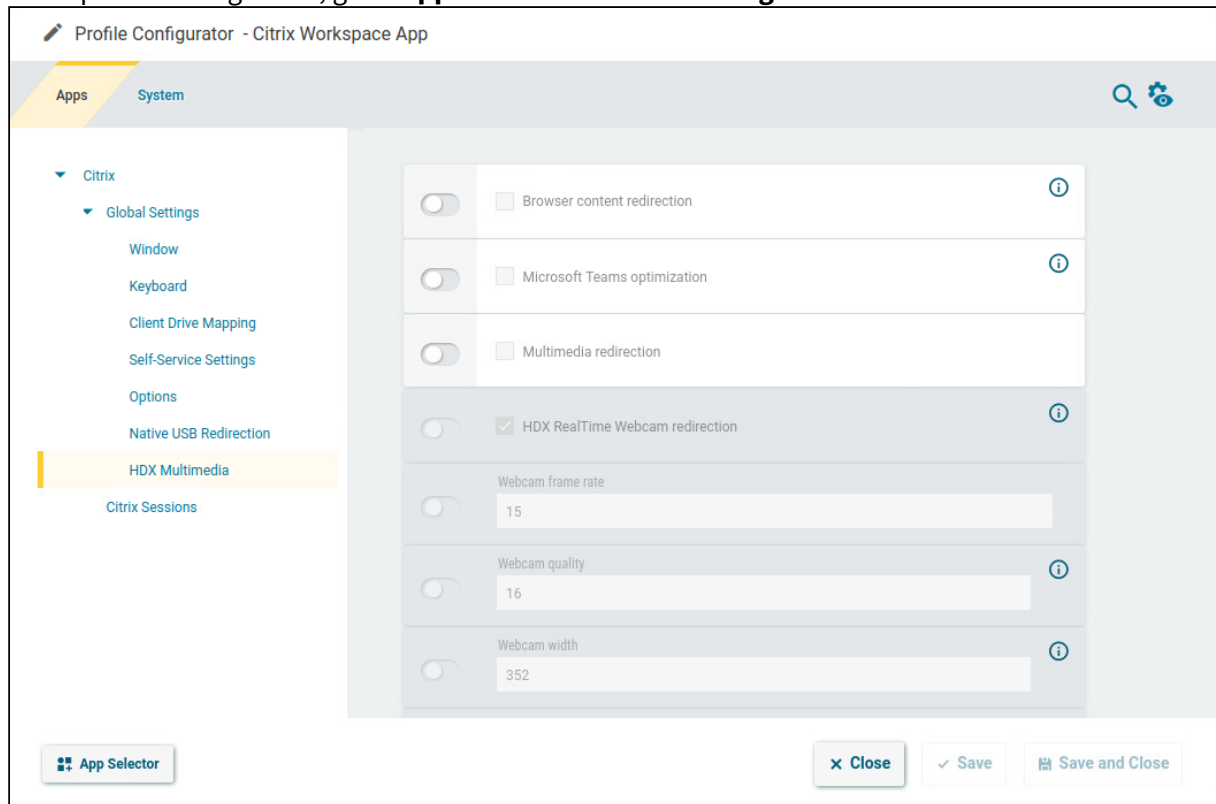 Profile Configurator - Citrix Workspace App
Apps System
Citrix
Global Settings
Window
Keyboard
Client Drive Mapping
Self-Service Settings
Options
Native USB Redirection
HDX Multimedia
Citrix Sessions
Browser content redirection
Microsoft Teams optimization
Multimedia redirection
HDX RealTime Webcam redirection
Webcam frame rate
15
Webcam quality
16
Webcam width
352
App Selector
Close Save Save and Close